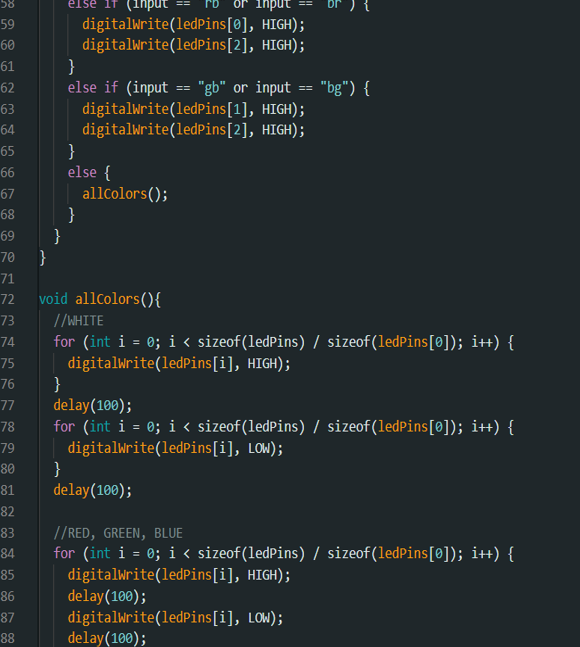 58 else if (input == "rb" or input == "br") {
59 digitalWrite(ledPins[0], HIGH);
60 digitalWrite(ledPins[2], HIGH);
61 }
62 else if (input == "gb" or input == "bg") {
63 digitalWrite(ledPins[1], HIGH);
64 digitalWrite(ledPins[2], HIGH);
65 }
66 else {
67 allColors();
68 }
69 }
70 }
71
72 void allColors(){
73 //WHITE
74 for (int i = 0; i < sizeof(ledPins) / sizeof(ledPins[0]); i++) {
75 digitalWrite(ledPins[i], HIGH);
76 }
77 delay(100);
78 for (int i = 0; i < sizeof(ledPins) / sizeof(ledPins[0]); i++) {
79 digitalWrite(ledPins[i], LOW);
80 }
81 delay(100);
82
83 //RED, GREEN, BLUE
84 for (int i = 0; i < sizeof(ledPins) / sizeof(ledPins[0]); i++) {
85 digitalWrite(ledPins[i], HIGH);
86 delay(100);
87 digitalWrite(ledPins[i], LOW);
88 delay(100);